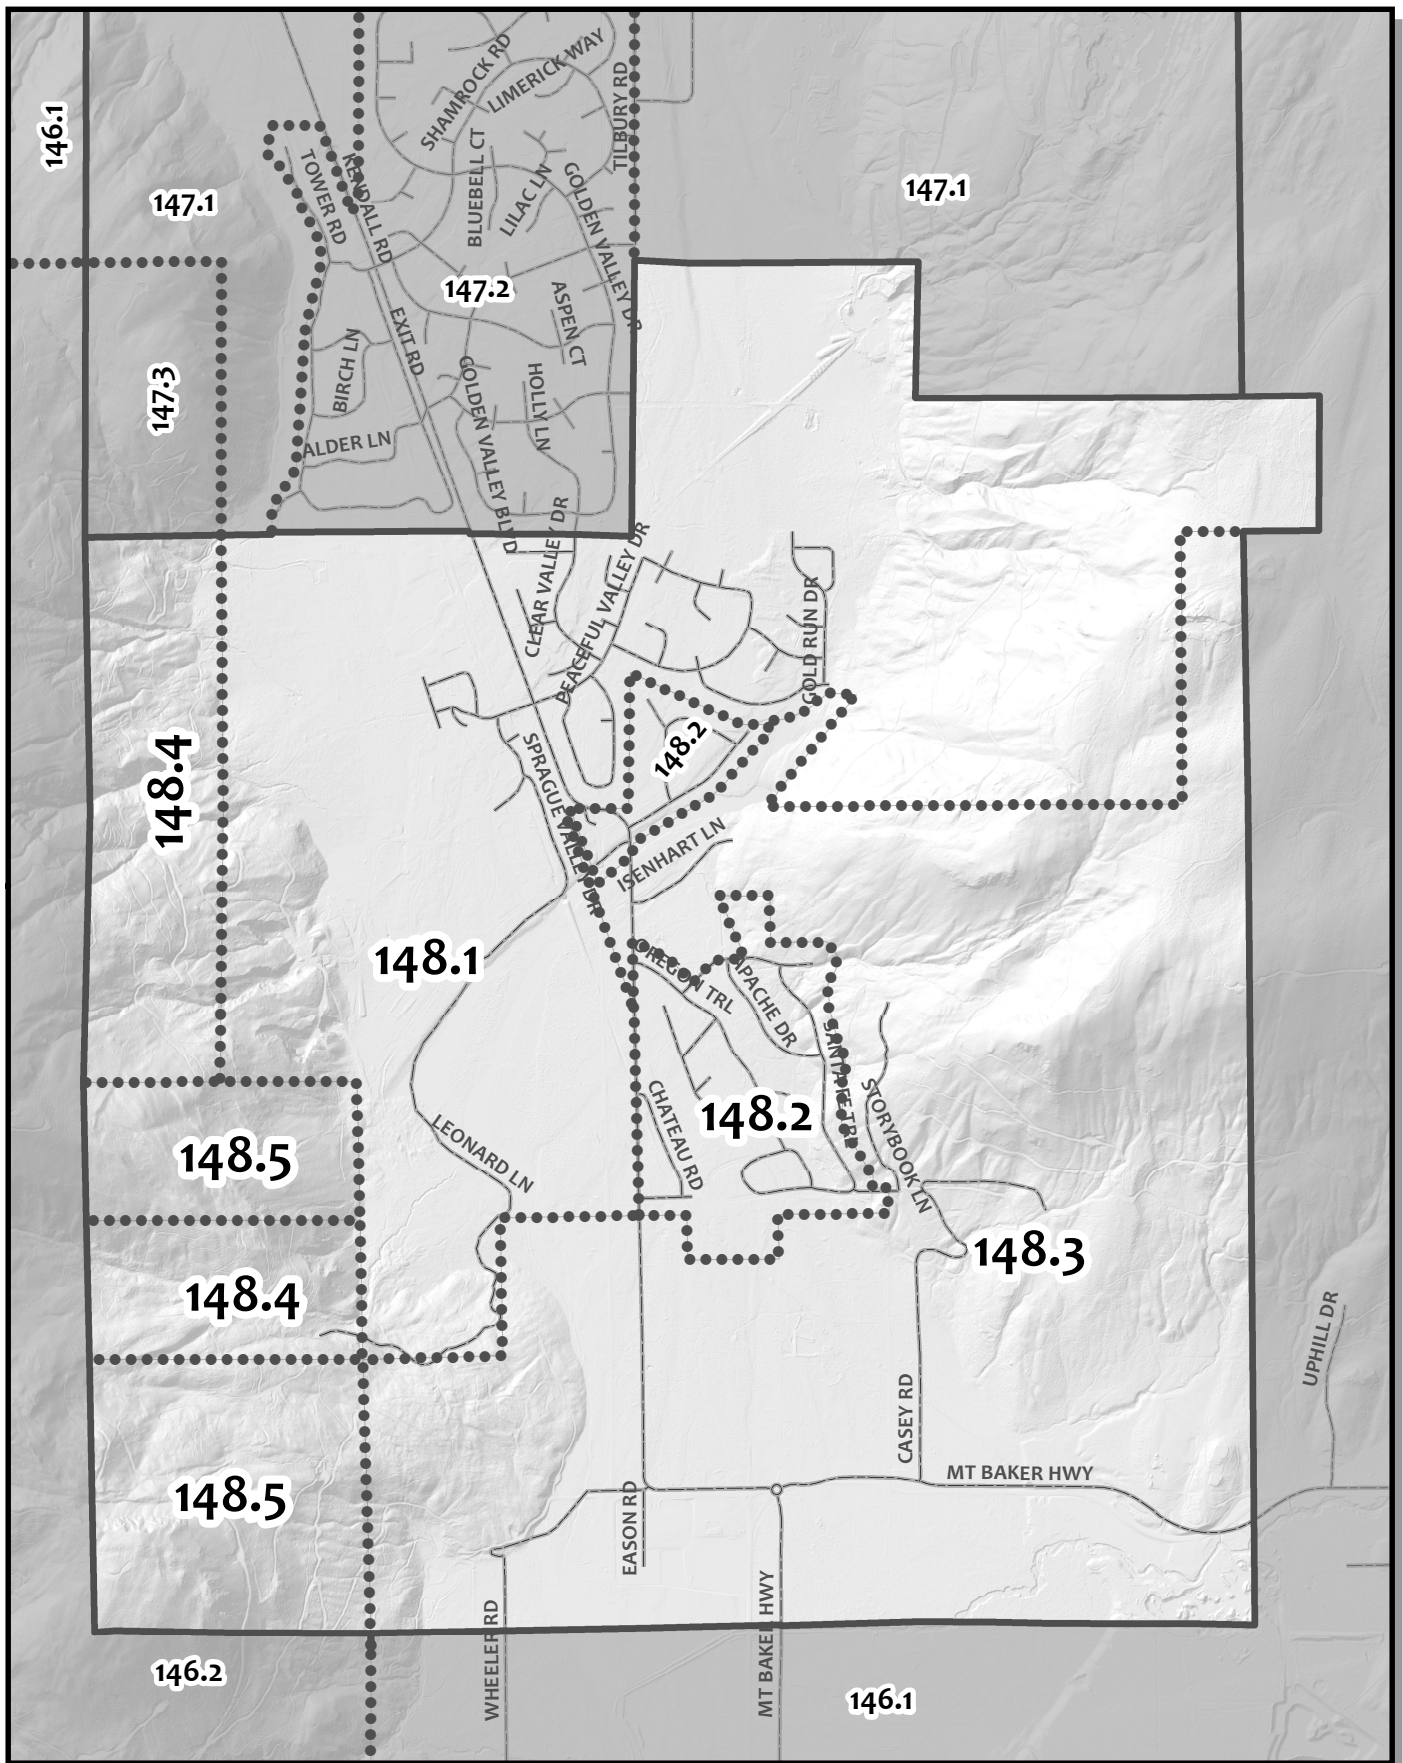 SHAMROCK RD
LIMERICK WAY
TILBURY RD
146.1
147.1
TOWER RD
KENDALL RD
BLUEBELL CT
LILAC LN
GOLDEN VALLEY DR
147.1
147.2
EXIT RD
ASPEN CT
147.3
BIRCH LN
GOLDEN VALLEY BLVD
HOLLY LN
ALDER LN
CLEAR VALLEY DR
PEACEFUL VALLEY DR
GOLD RUN DR
148.4
SPRAGUE VALLEY DR
148.2
ISENHART LN
148.1
OREGON TRL
APACHE DR
SANTA FE TRL
STORYBOOK LN
CHATEAU RD
148.2
148.5
LEONARD LN
148.3
148.4
UPHILL DR
CASEY RD
148.5
MT BAKER HWY
EASON RD
WHEELER RD
MT BAKER HWY
146.2
146.1